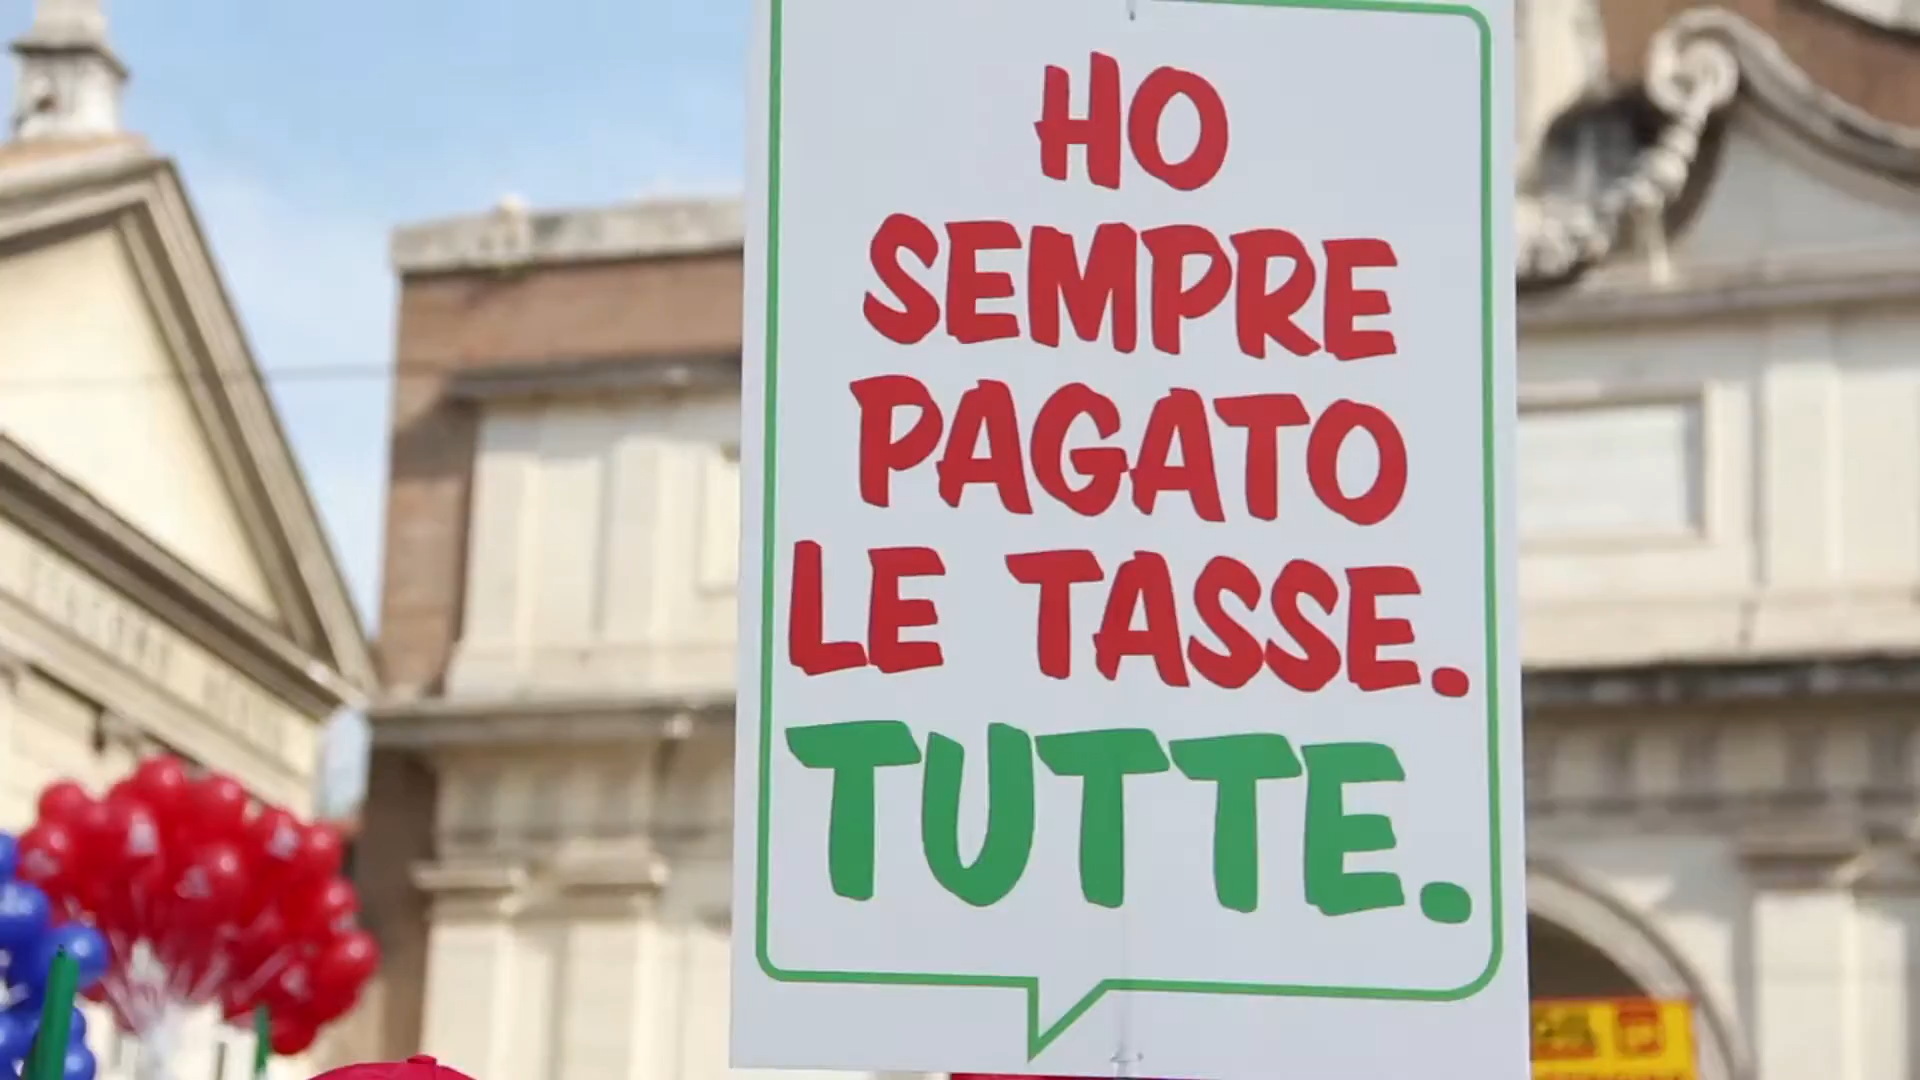 HO
SEMPRE
PAGATO
LE TASSE.
TUTTE.